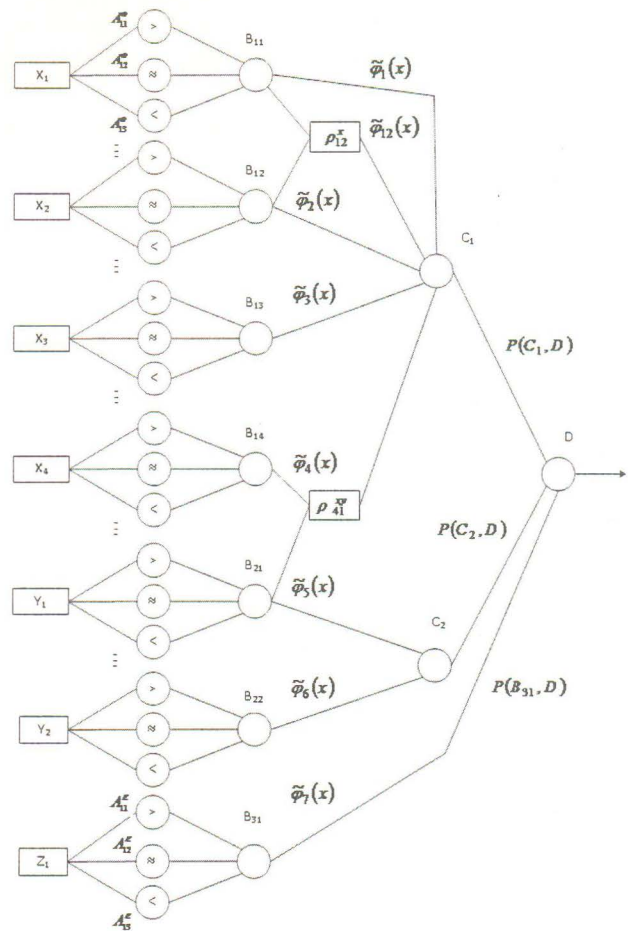 A₁₁ˣ
>
B₁₁
X₁
A₁₂ˣ
≈
φ̃₁(x)
A₁₃ˣ
<
ρ₁₂ˣ
φ̃₁₂(x)
⋮
>
B₁₂
X₂
≈
φ̃₂(x)
<
C₁
⋮
>
B₁₃
φ̃₃(x)
X₃
≈
P(C₁, D)
<
⋮
>
B₁₄
D
X₄
≈
φ̃₄(x)
<
ρ₄₁ˣʸ
P(C₂, D)
⋮
>
B₂₁
φ̃₅(x)
Y₁
≈
C₂
<
⋮
>
B₂₂
φ̃₆(x)
P(B₃₁, D)
Y₂
≈
<
φ̃₇(x)
A₁₁ᶻ
>
B₃₁
Z₁
A₁₂ᶻ
≈
<
A₁₃ᶻ